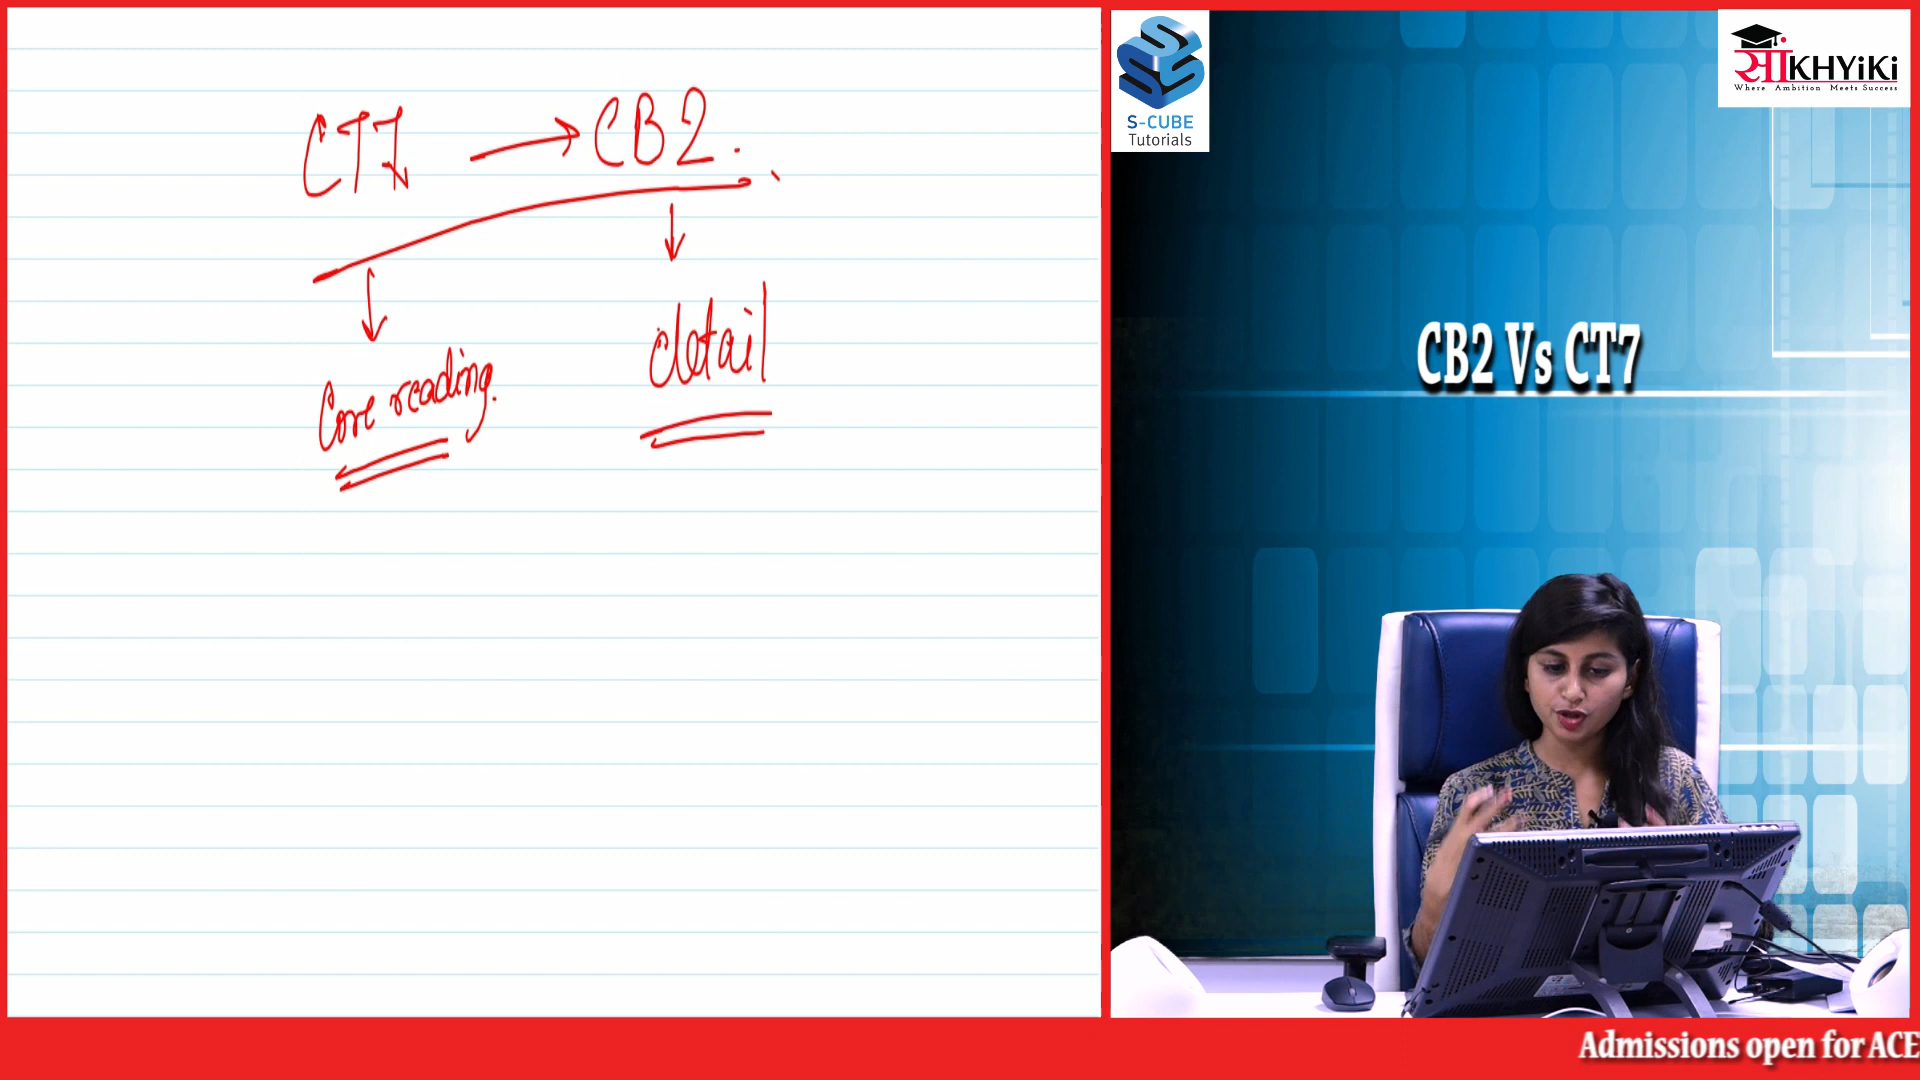 CT7 → CB2.
Core reading.
detail
S-CUBE
Tutorials
सांKHYiKi
Where Ambition Meets Success
CB2 Vs CT7
Admissions open for ACE